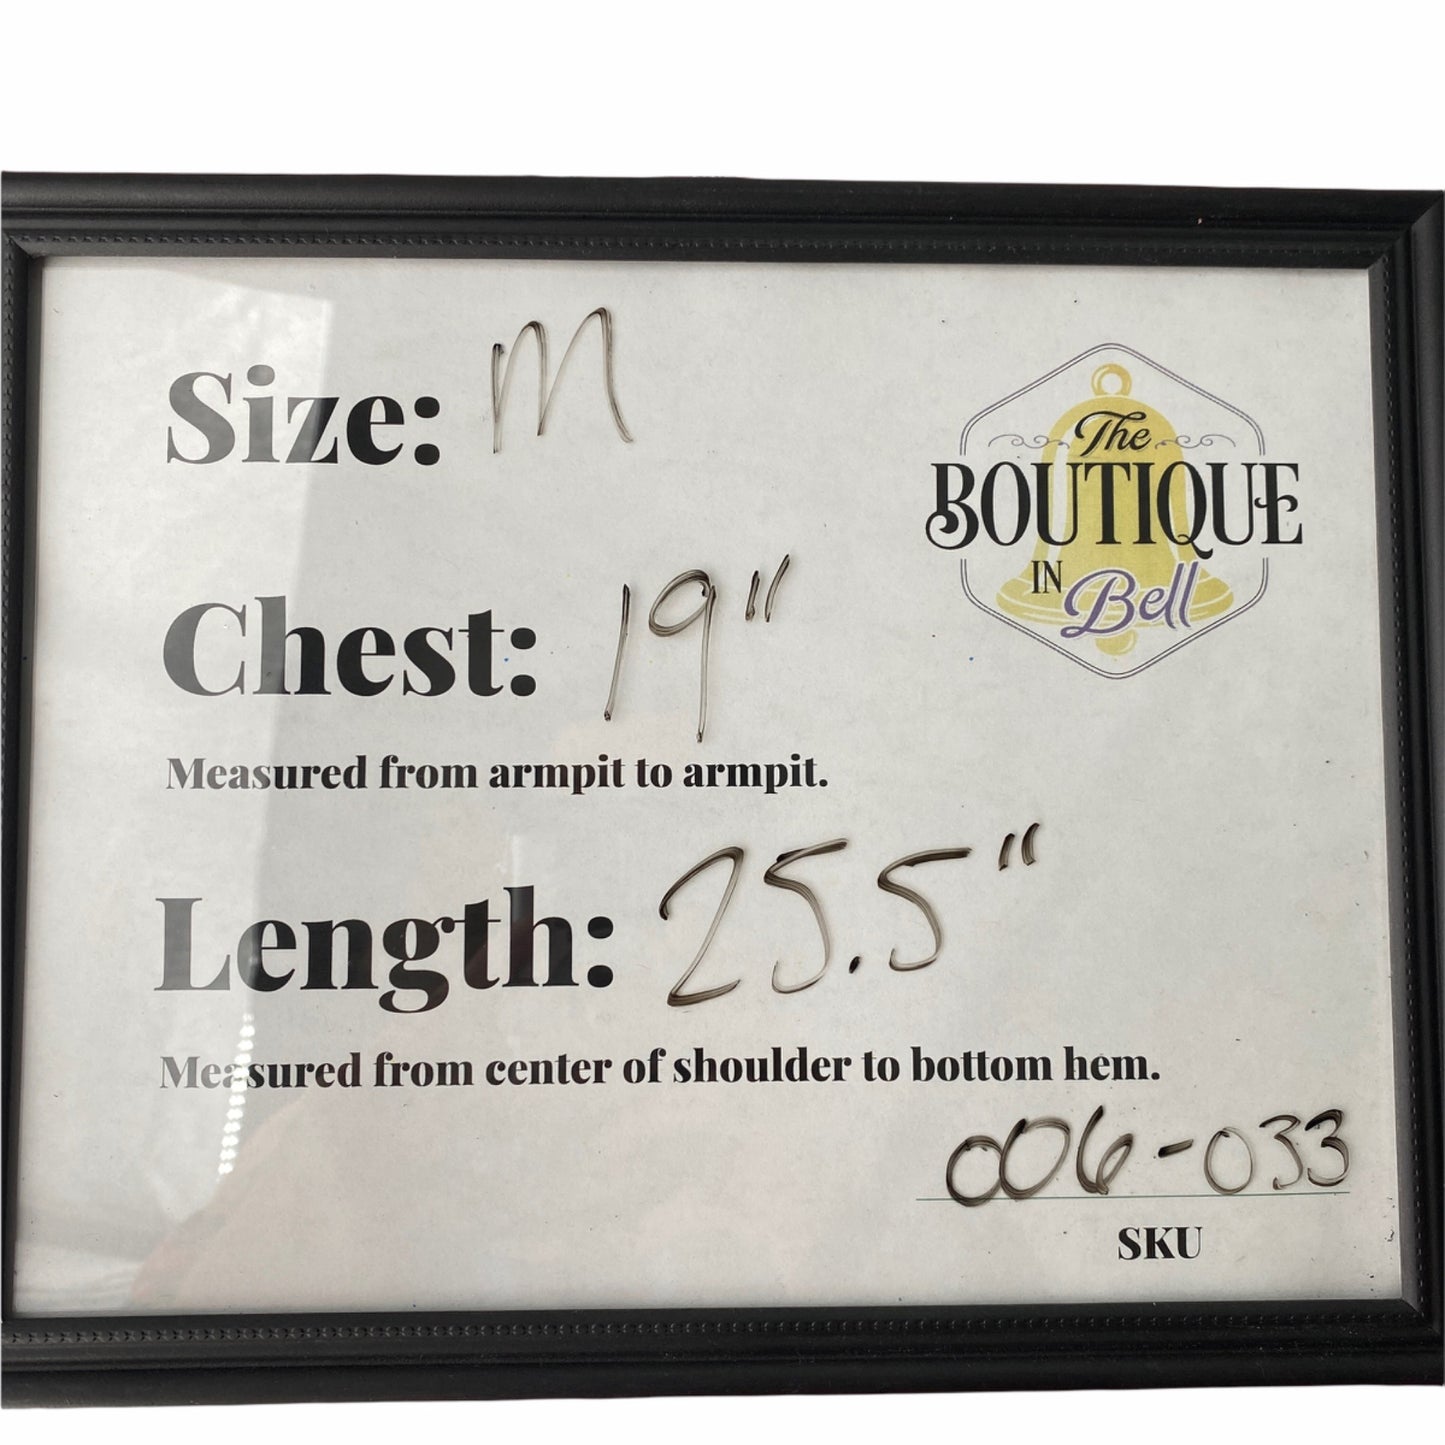 Size: M
The
BOUTIQUE
IN Bell
Chest: 19"
Measured from armpit to armpit.
Length: 25.5"
Measured from center of shoulder to bottom hem.
006-033
SKU